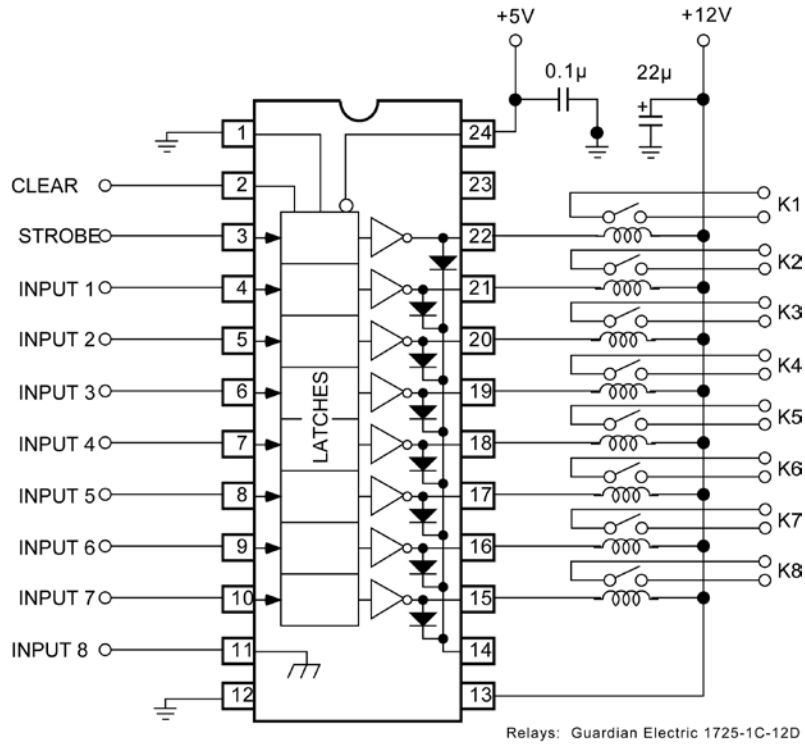 +5V
+12V
0.1µ
22µ
+
1
24
CLEAR
2
23
K1
STROBE
3
22
K2
INPUT 1
4
21
K3
INPUT 2
5
20
K4
INPUT 3
6
LATCHES
19
K5
INPUT 4
7
18
K6
INPUT 5
8
17
K7
INPUT 6
9
16
K8
INPUT 7
10
15
INPUT 8
11
14
12
13
Relays: Guardian Electric 1725-1C-12D